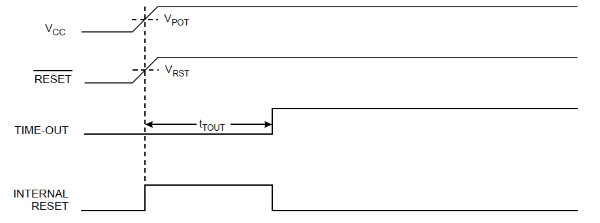 VCC
VPOT
RESET
VRST
TIME-OUT
tTOUT
INTERNAL
RESET